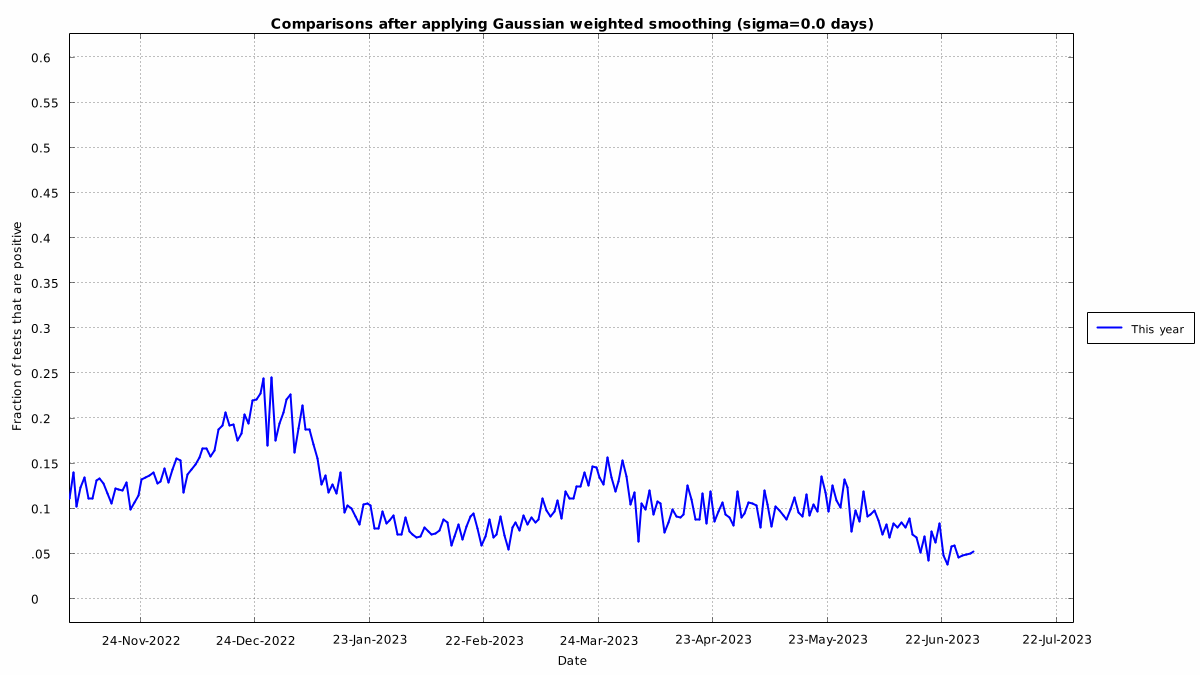 Comparisons after applying Gaussian weighted smoothing (sigma=0.0 days)
0.6
0.55
0.5
0.45
0.4
0.35
0.3
0.25
0.2
0.15
0.1
.05
0
Fraction of tests that are positive
This year
24-Nov-2022 24-Dec-2022 23-Jan-2023 22-Feb-2023 24-Mar-2023 23-Apr-2023 23-May-2023 22-Jun-2023 22-Jul-2023
Date